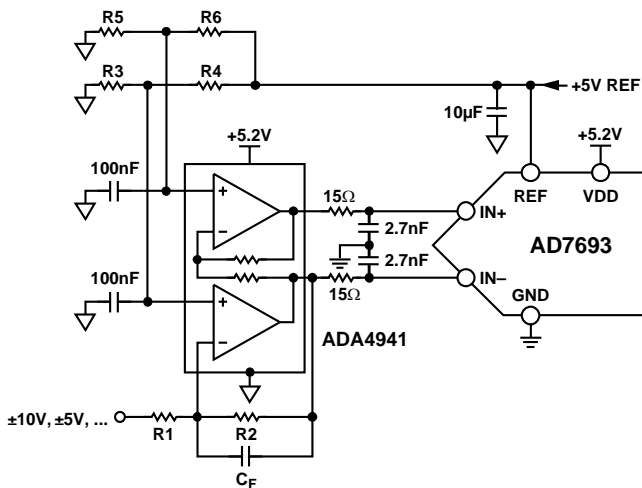 R5
R6
R3
R4
+5V REF
10µF
+5.2V
+5.2V
100nF
15Ω
REF
VDD
+
IN+
2.7nF
–
AD7693
2.7nF
100nF
IN–
15Ω
+
GND
–
ADA4941
±10V, ±5V, ...
R1
R2
CF